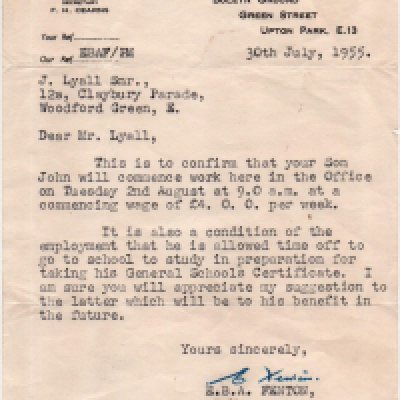 F. H. DEARING
BOLEYN GROUND
GREEN STREET
UPTON PARK, E.13
Your Ref.
Our Ref. EBAF/PM
30th July, 1955.
J. Lyall Snr.,
12a, Claybury Parade,
Woodford Green, E.
Dear Mr. Lyall,
This is to confirm that your Son
John will commence work here in the Office
on Tuesday 2nd August at 9.0 a.m. at a
commencing wage of £4. 0. 0. per week.
It is also a condition of the
employment that he is allowed time off to
go to school to study in preparation for
taking his General Schools Certificate. I
am sure you will appreciate my suggestion to
the latter which will be to his benefit in
the future.
Yours sincerely,
E.B.A. FENTON,